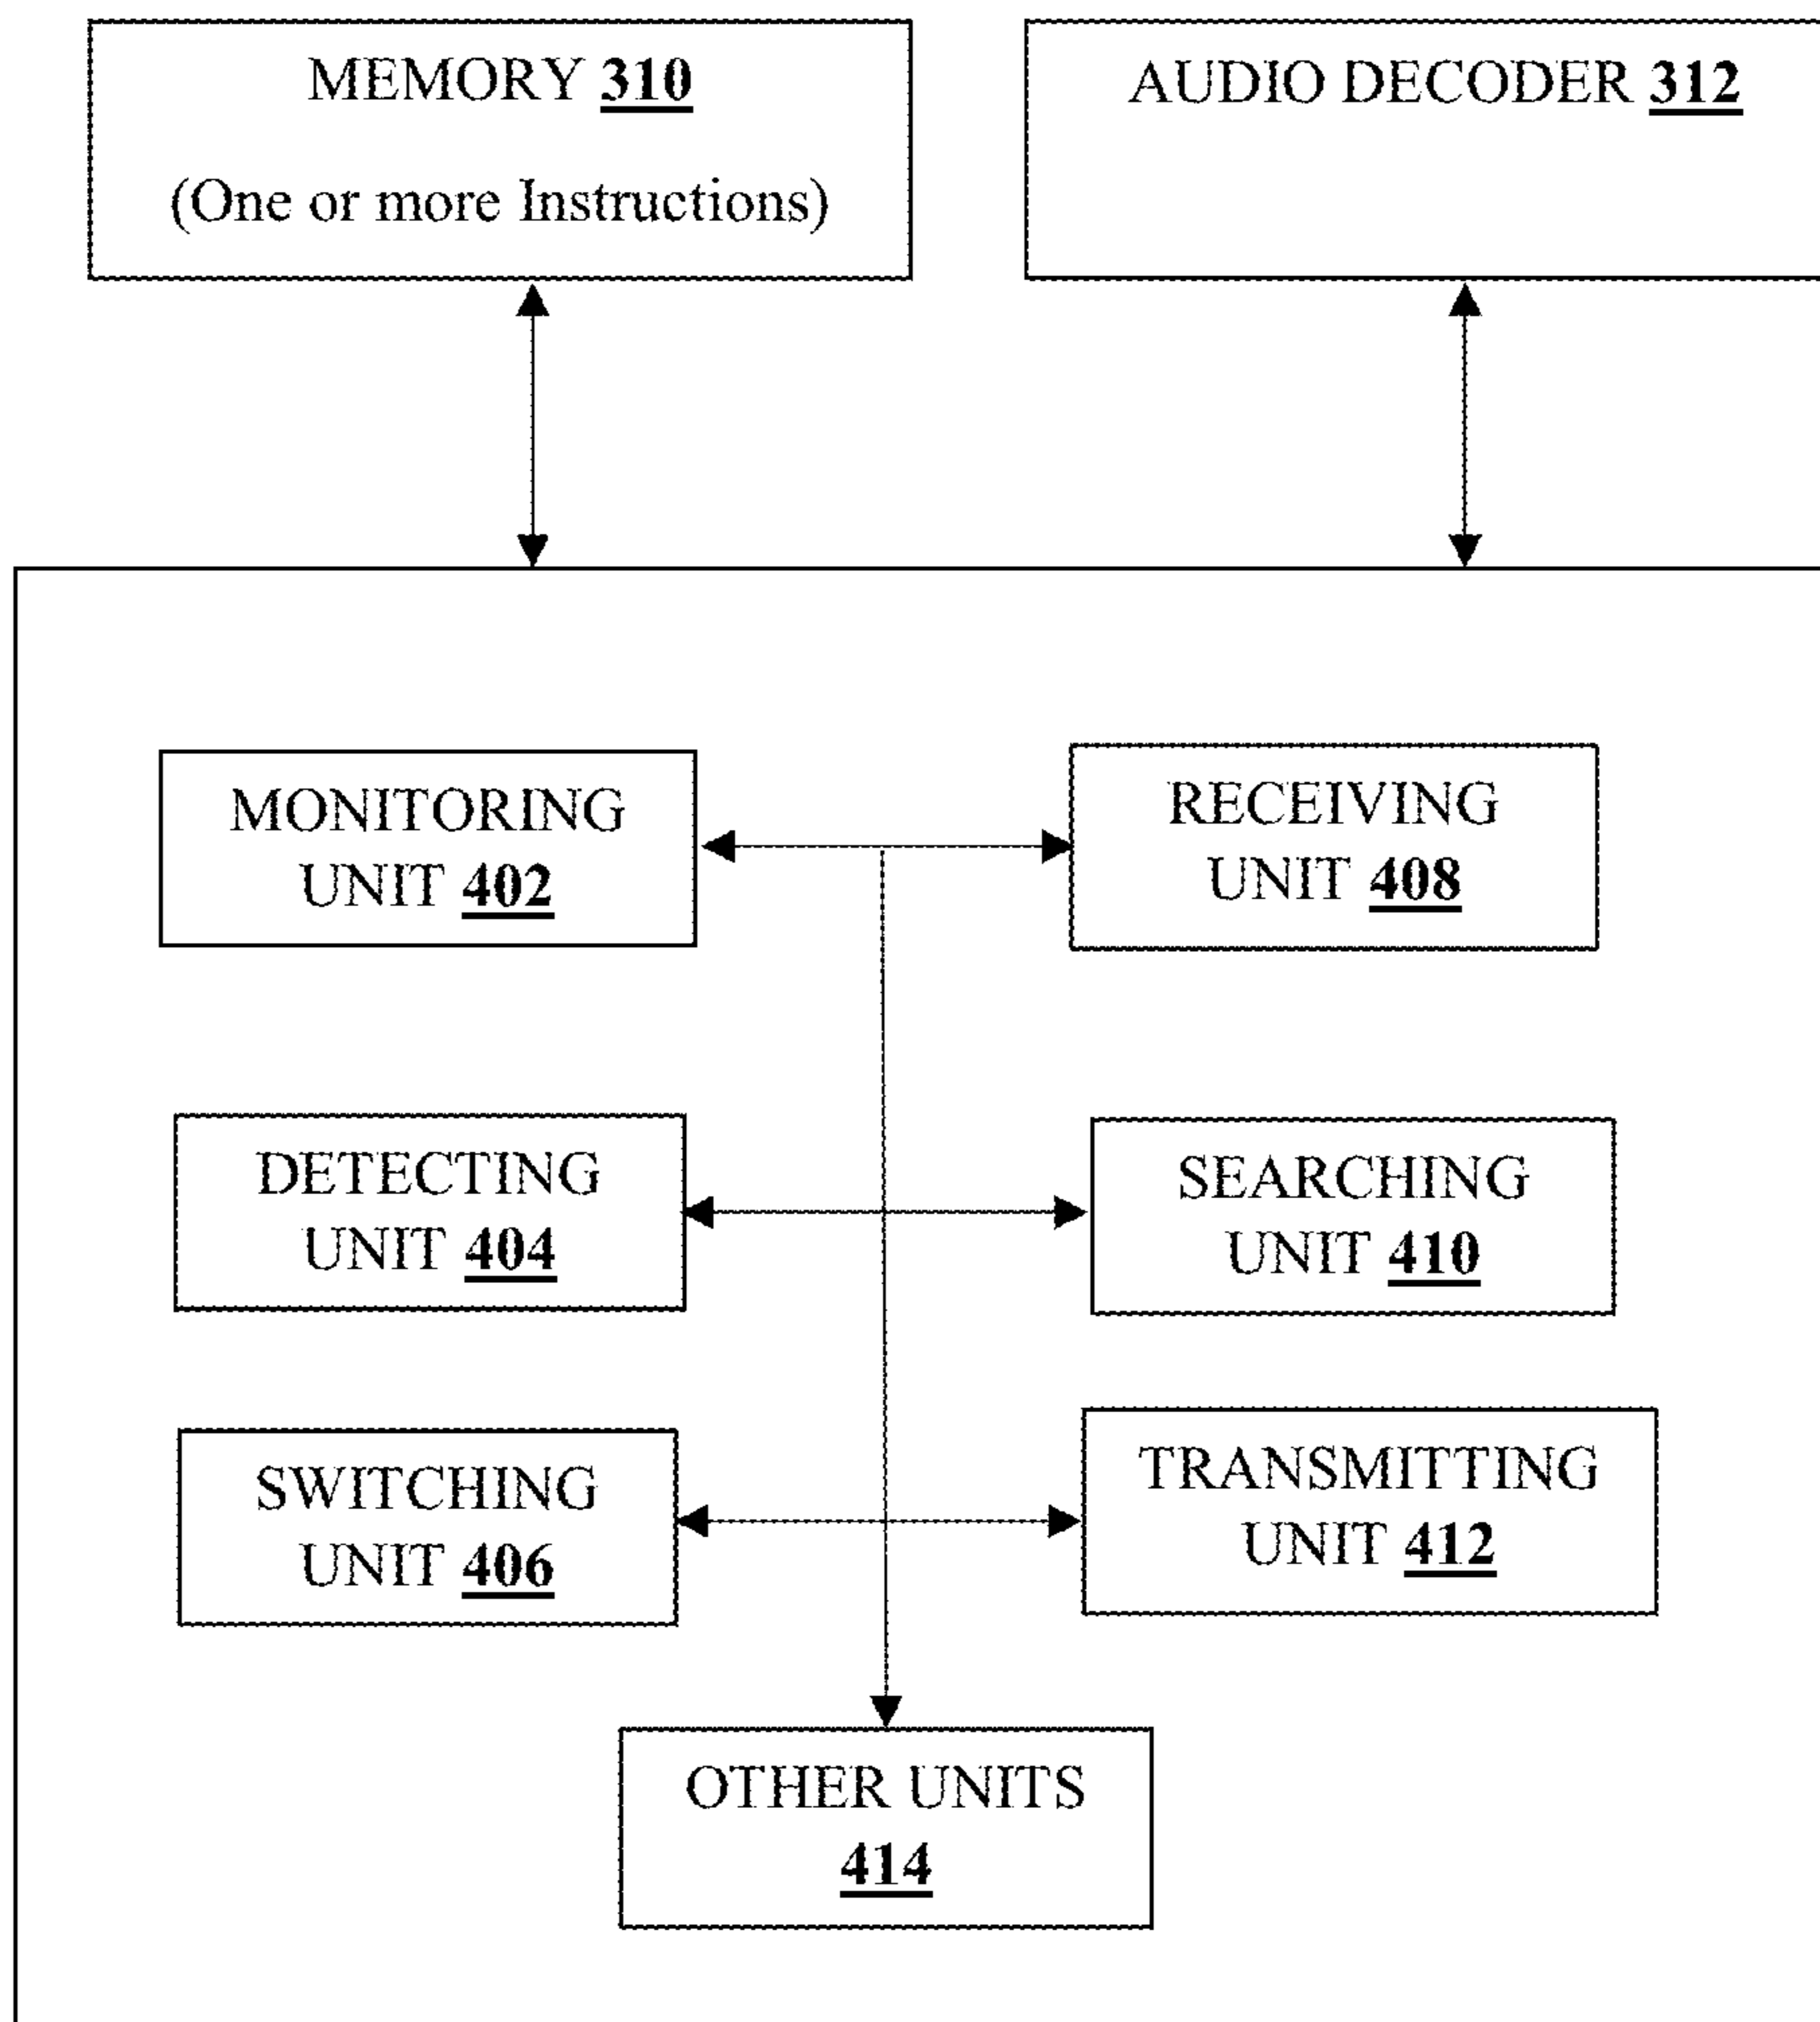 MEMORY 310
(One or more Instructions)
AUDIO DECODER 312
MONITORING
UNIT 402
RECEIVING
UNIT 408
DETECTING
UNIT 404
SEARCHING
UNIT 410
SWITCHING
UNIT 406
TRANSMITTING
UNIT 412
OTHER UNITS
414